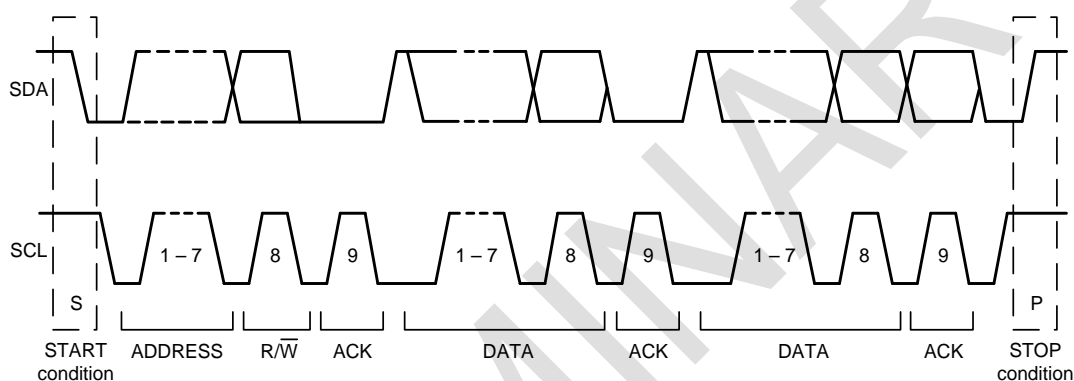 SDA
SCL
1 – 7 8 9 1 – 7 8 9 1 – 7 8 9
S P
START ADDRESS R/W̅ ACK DATA ACK DATA ACK STOP
condition condition
MINAR